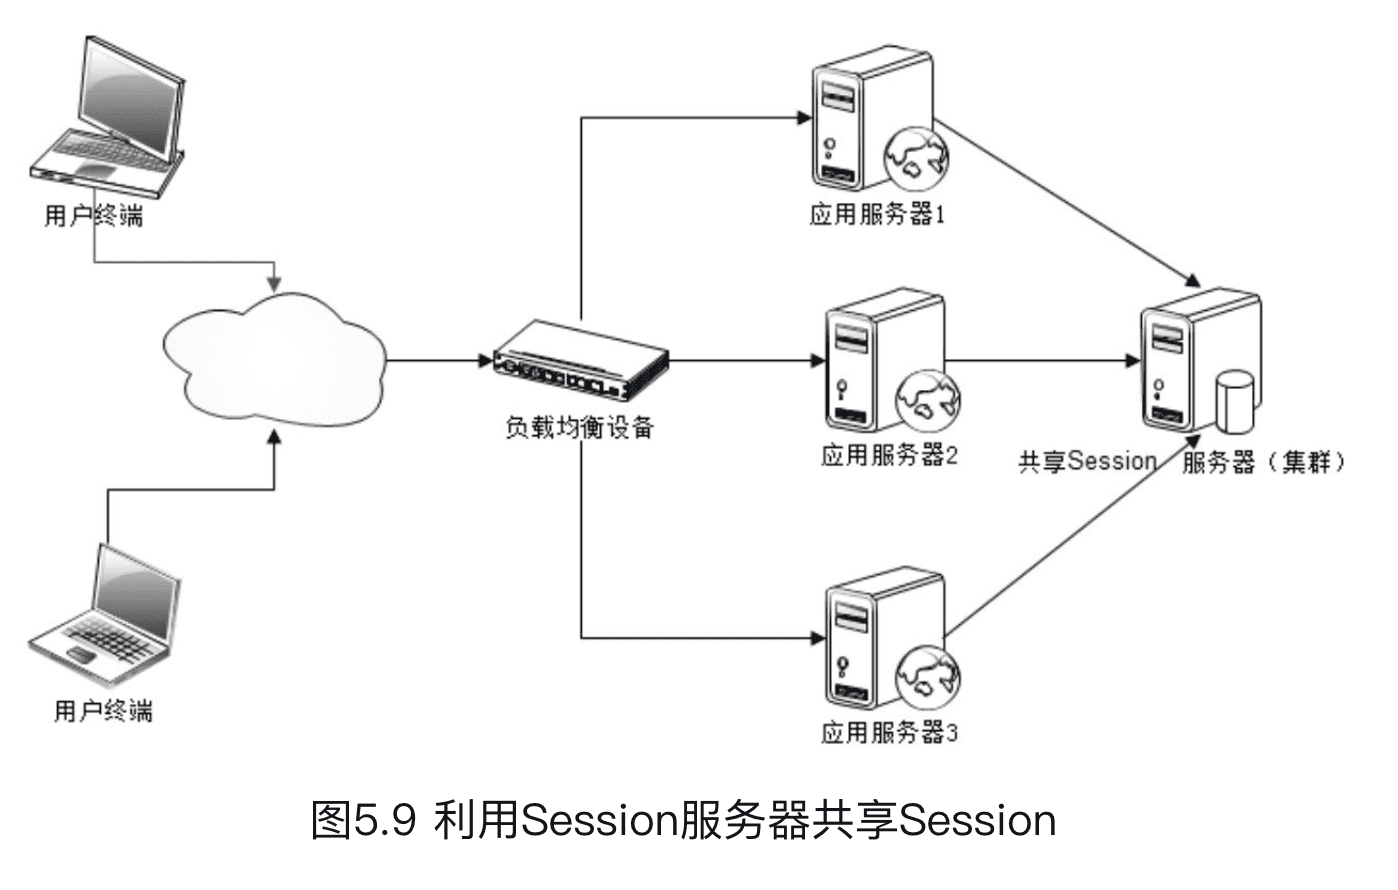 用户终端
应用服务器1
负载均衡设备
应用服务器2
共享Session 服务器（集群）
用户终端
应用服务器3
图5.9 利用Session服务器共享Session